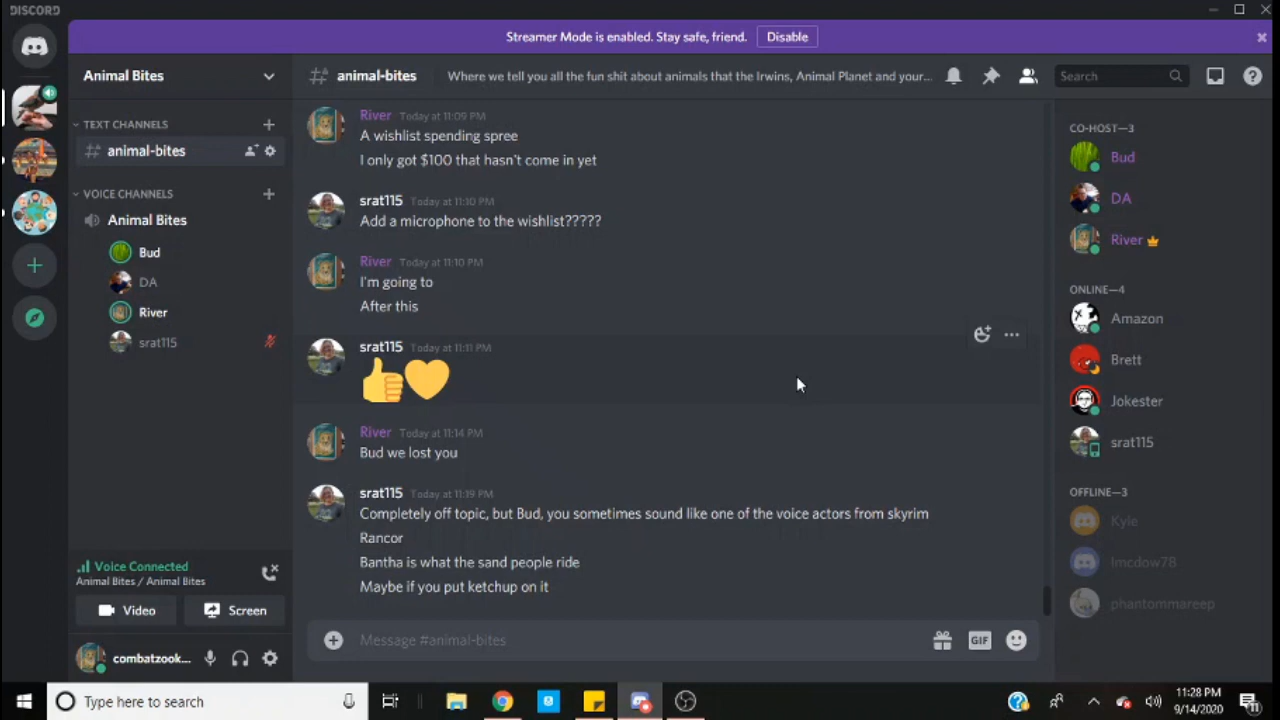 DISCORD
Streamer Mode is enabled. Stay safe, friend.
Disable
Animal Bites
animal-bites
Where we tell you all the fun shit about animals that the Irwins, Animal Planet and your...
Search
TEXT CHANNELS
animal-bites
VOICE CHANNELS
Animal Bites
Bud
DA
River
srat115
Voice Connected
Animal Bites / Animal Bites
Video
Screen
combatzook...
River Today at 11:09 PM
A wishlist spending spree
I only got $100 that hasn't come in yet
srat115 Today at 11:10 PM
Add a microphone to the wishlist?????
River Today at 11:10 PM
I'm going to
After this
srat115 Today at 11:11 PM
👍💛
River Today at 11:14 PM
Bud we lost you
srat115 Today at 11:19 PM
Completely off topic, but Bud, you sometimes sound like one of the voice actors from skyrim
Rancor
Bantha is what the sand people ride
Maybe if you put ketchup on it
Message #animal-bites
GIF
CO-HOST—3
Bud
DA
River
ONLINE—4
Amazon
Brett
Jokester
srat115
OFFLINE—3
Kyle
lmcdow78
phantommareep
Type here to search
11:28 PM
9/14/2020
11